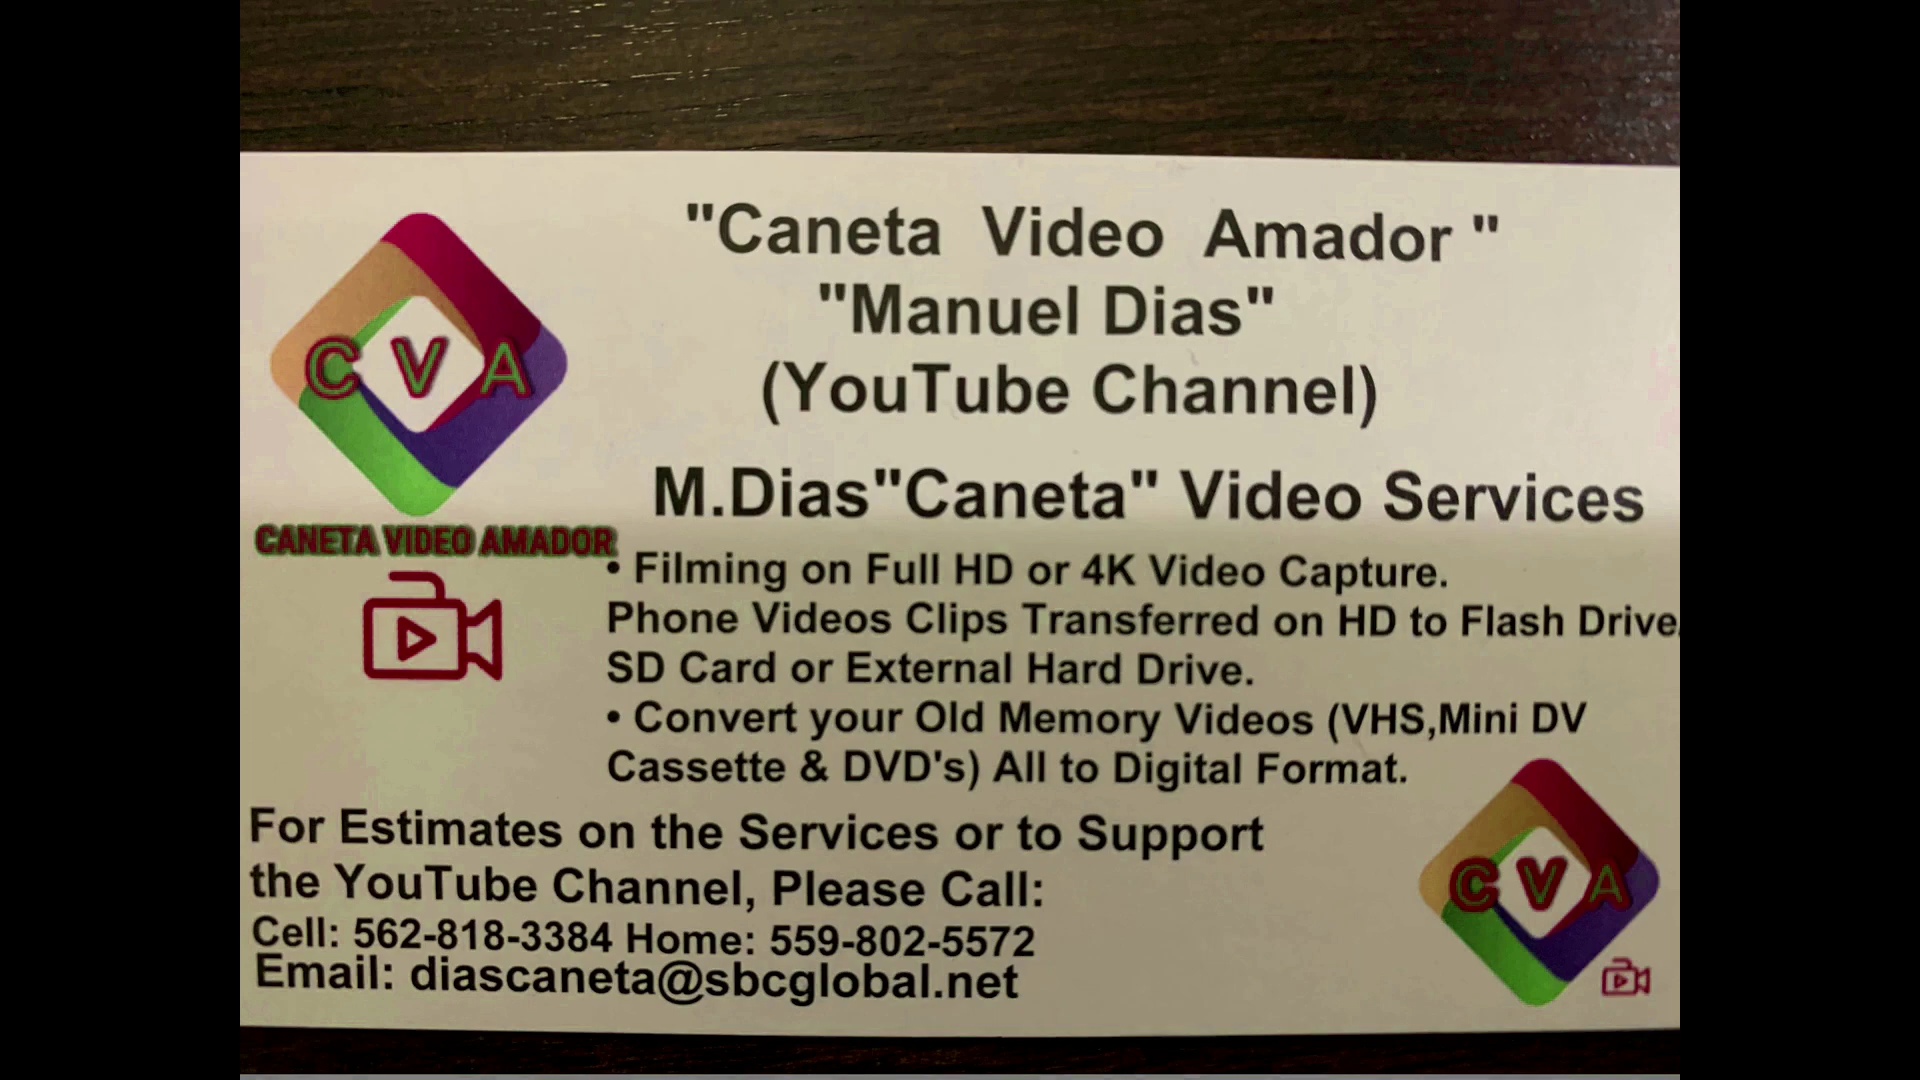 "Caneta Video Amador "
"Manuel Dias"
(YouTube Channel)
C V A
M.Dias"Caneta" Video Services
CANETA VIDEO AMADOR
• Filming on Full HD or 4K Video Capture.
Phone Videos Clips Transferred on HD to Flash Drive,
SD Card or External Hard Drive.
• Convert your Old Memory Videos (VHS,Mini DV
Cassette & DVD's) All to Digital Format.
For Estimates on the Services or to Support
the YouTube Channel, Please Call:
C V A
Cell: 562-818-3384 Home: 559-802-5572
Email: diascaneta@sbcglobal.net